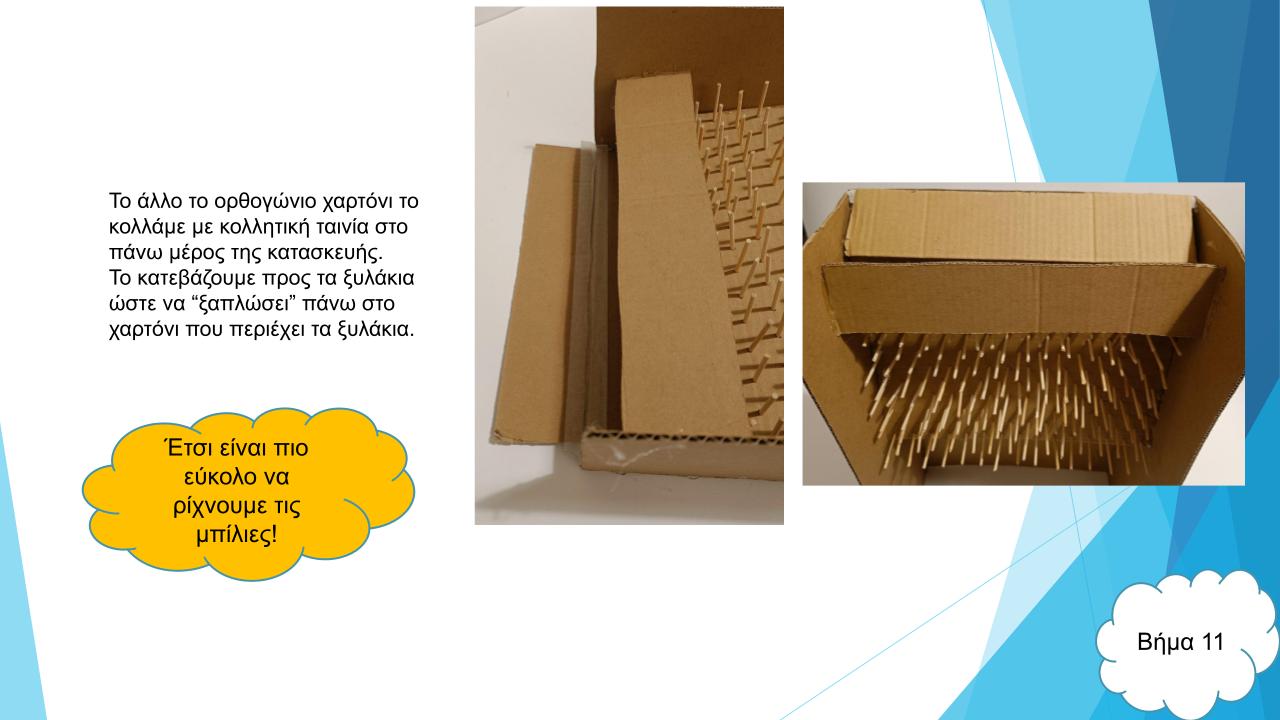 Το άλλο το ορθογώνιο χαρτόνι το
κολλάμε με κολλητική ταινία στο
πάνω μέρος της κατασκευής.
Το κατεβάζουμε προς τα ξυλάκια
ώστε να “ξαπλώσει” πάνω στο
χαρτόνι που περιέχει τα ξυλάκια.
Έτσι είναι πιο
εύκολο να
ρίχνουμε τις
μπίλιες!
Βήμα 11